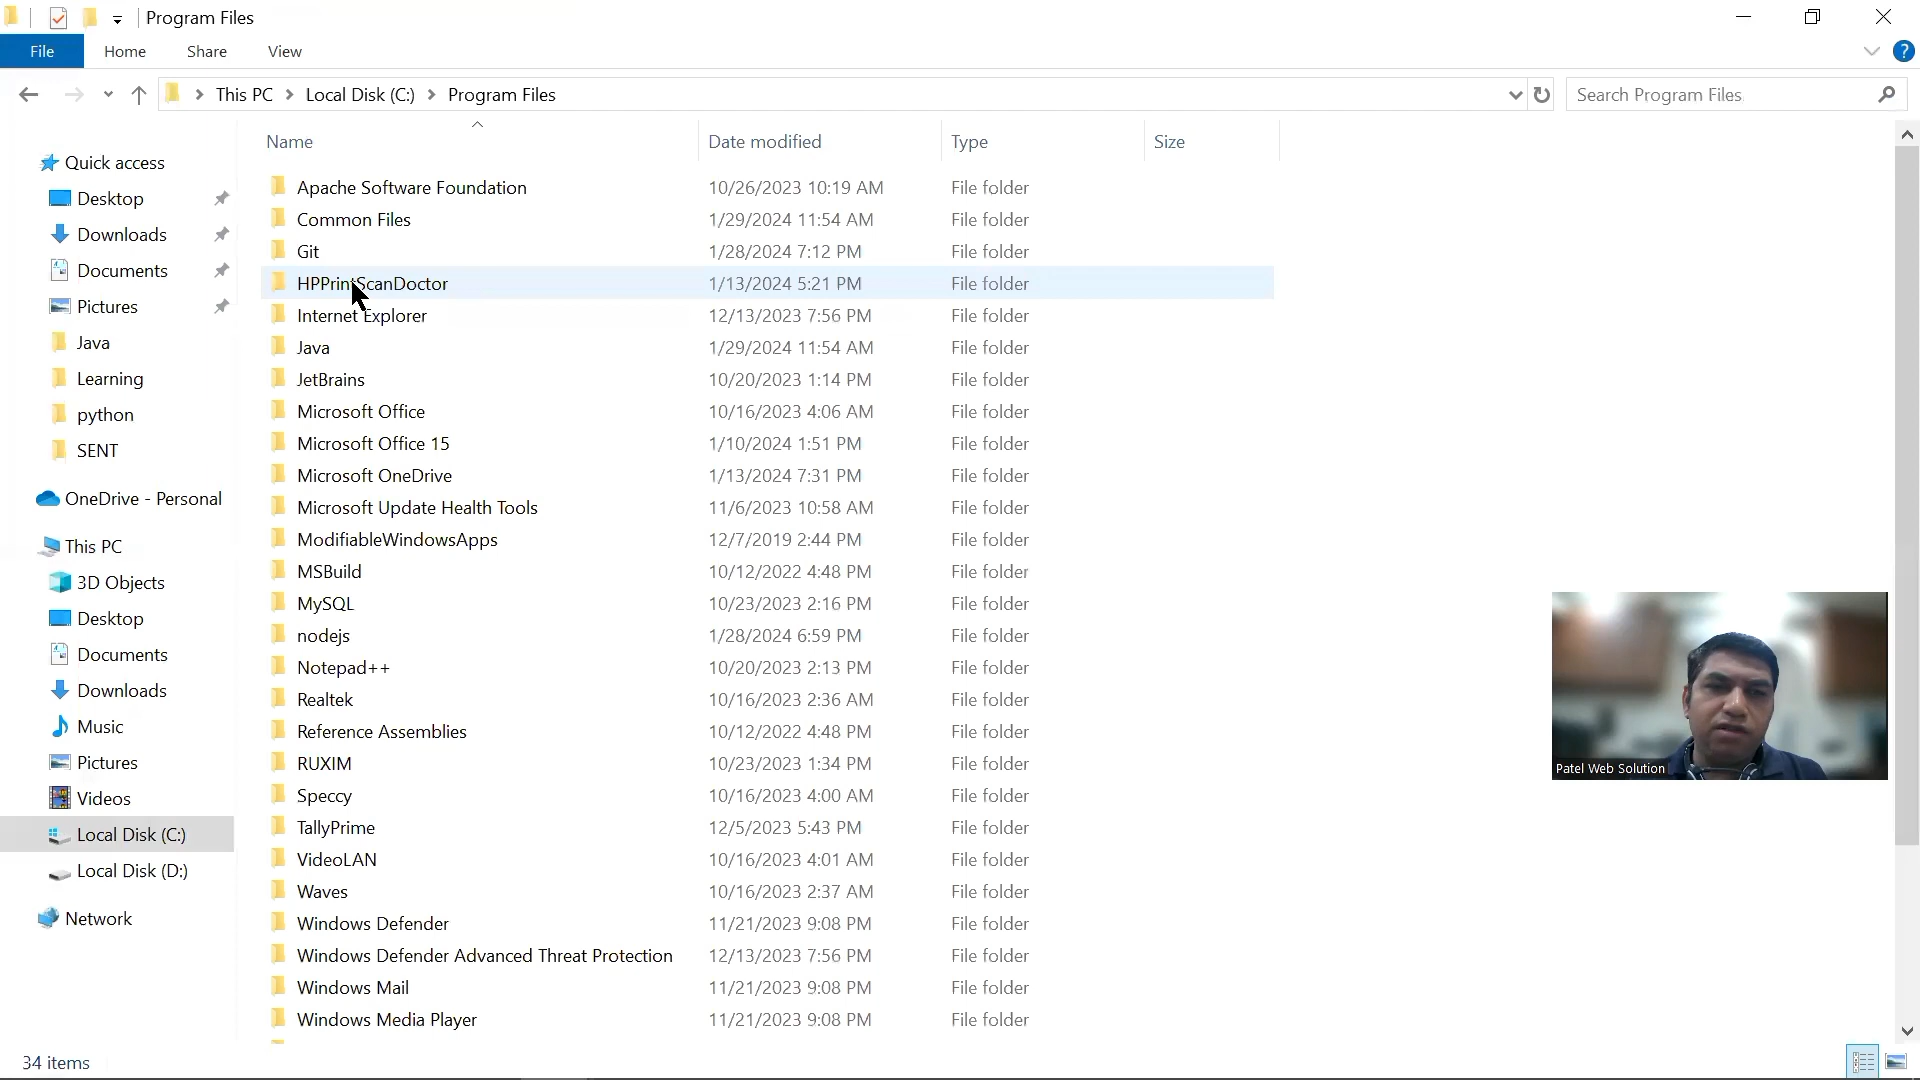 Program Files
File Home Share View
This PC Local Disk (C:) Program Files
Search Program Files
Name Date modified Type Size
Quick access
Desktop
Downloads
Documents
Pictures
Java
Learning
python
SENT
OneDrive - Personal
This PC
3D Objects
Desktop
Documents
Downloads
Music
Pictures
Videos
Local Disk (C:)
Local Disk (D:)
Network
Apache Software Foundation 10/26/2023 10:19 AM File folder
Common Files 1/29/2024 11:54 AM File folder
Git 1/28/2024 7:12 PM File folder
HPPrintScanDoctor 1/13/2024 5:21 PM File folder
Internet Explorer 12/13/2023 7:56 PM File folder
Java 1/29/2024 11:54 AM File folder
JetBrains 10/20/2023 1:14 PM File folder
Microsoft Office 10/16/2023 4:06 AM File folder
Microsoft Office 15 1/10/2024 1:51 PM File folder
Microsoft OneDrive 1/13/2024 7:31 PM File folder
Microsoft Update Health Tools 11/6/2023 10:58 AM File folder
ModifiableWindowsApps 12/7/2019 2:44 PM File folder
MSBuild 10/12/2022 4:48 PM File folder
MySQL 10/23/2023 2:16 PM File folder
nodejs 1/28/2024 6:59 PM File folder
Notepad++ 10/20/2023 2:13 PM File folder
Realtek 10/16/2023 2:36 AM File folder
Reference Assemblies 10/12/2022 4:48 PM File folder
RUXIM 10/23/2023 1:34 PM File folder
Speccy 10/16/2023 4:00 AM File folder
TallyPrime 12/5/2023 5:43 PM File folder
VideoLAN 10/16/2023 4:01 AM File folder
Waves 10/16/2023 2:37 AM File folder
Windows Defender 11/21/2023 9:08 PM File folder
Windows Defender Advanced Threat Protection 12/13/2023 7:56 PM File folder
Windows Mail 11/21/2023 9:08 PM File folder
Windows Media Player 11/21/2023 9:08 PM File folder
Patel Web Solution
34 items